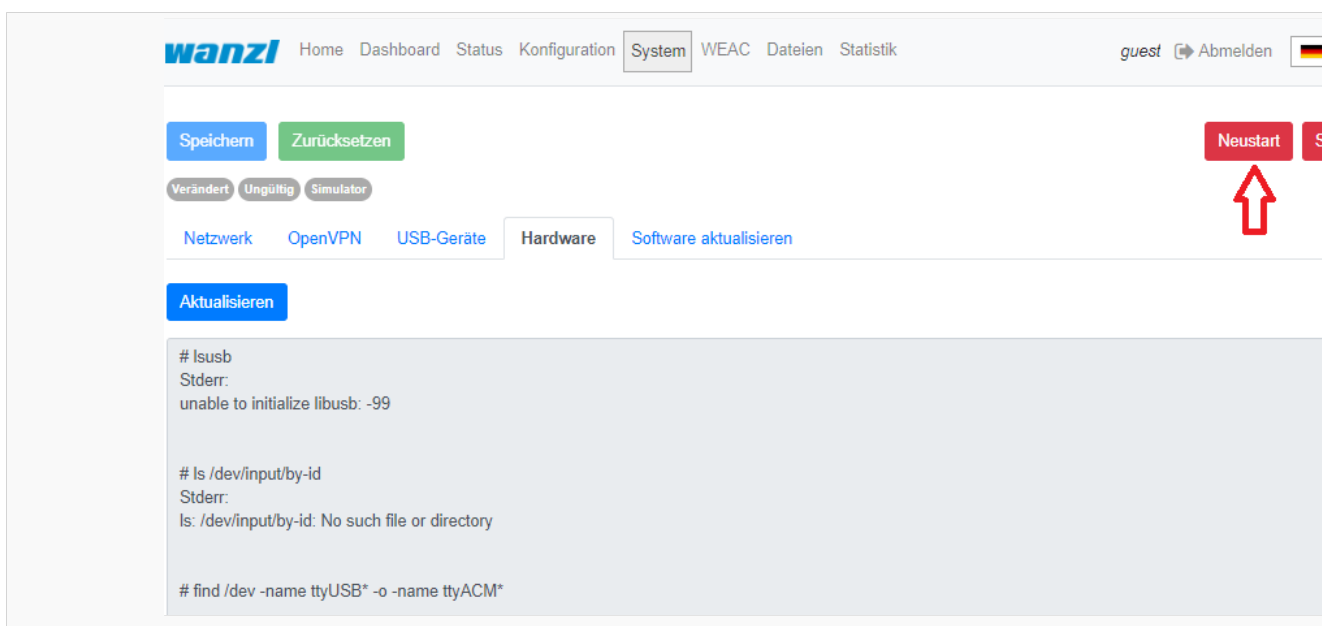 wanzl Home Dashboard Status Konfiguration System WEAC Dateien Statistik guest Abmelden
Speichern Zurücksetzen Neustart S
Verändert Ungültig Simulator
Netzwerk OpenVPN USB-Geräte Hardware Software aktualisieren
Aktualisieren
# lsusb
Stderr:
unable to initialize libusb: -99
# ls /dev/input/by-id
Stderr:
ls: /dev/input/by-id: No such file or directory
# find /dev -name ttyUSB* -o -name ttyACM*